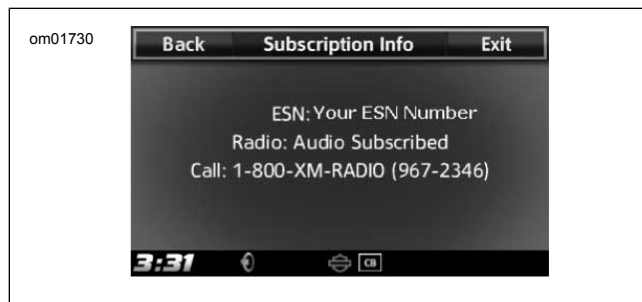 om01730
Back Subscription Info Exit
ESN: Your ESN Number
Radio: Audio Subscribed
Call: 1-800-XM-RADIO (967-2346)
3:31 CB